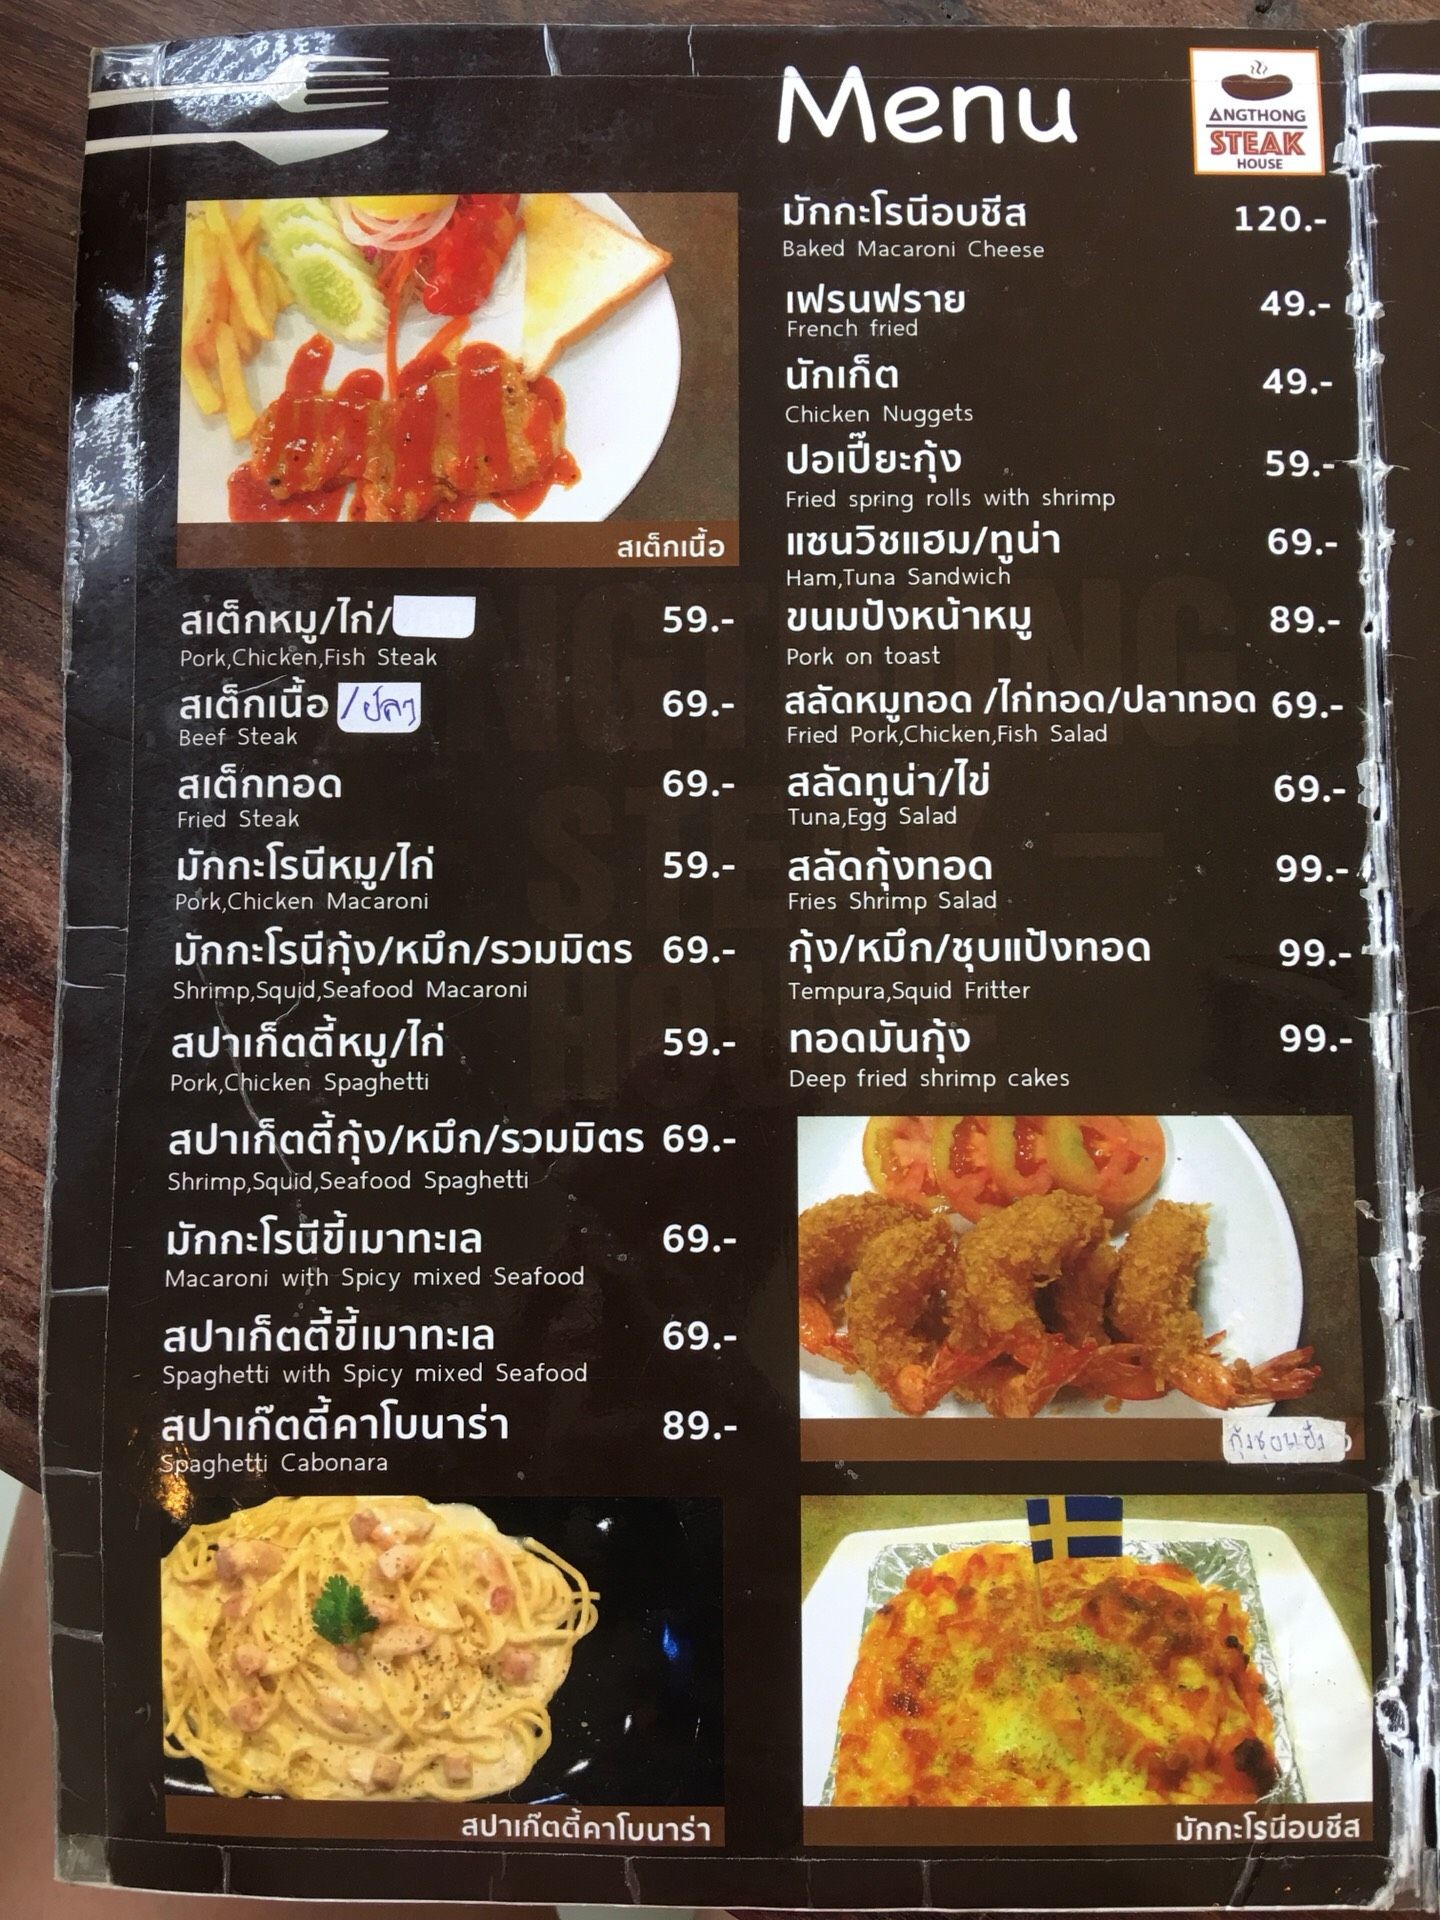 Menu
ANGTHONG
STEAK
HOUSE
สเต็กเนื้อ
สเต็กหมู/ไก่/
59.-
Pork,Chicken,Fish Steak
สเต็กเนื้อ /ปลา
69.-
Beef Steak
สเต็กทอด
69.-
Fried Steak
มักกะโรนีหมู/ไก่
59.-
Pork,Chicken Macaroni
มักกะโรนีกุ้ง/หมึก/รวมมิตร
69.-
Shrimp,Squid,Seafood Macaroni
สปาเก็ตตี้หมู/ไก่
59.-
Pork,Chicken Spaghetti
สปาเก็ตตี้กุ้ง/หมึก/รวมมิตร
69.-
Shrimp,Squid,Seafood Spaghetti
มักกะโรนีขี้เมาทะเล
69.-
Macaroni with Spicy mixed Seafood
สปาเก็ตตี้ขี้เมาทะเล
69.-
Spaghetti with Spicy mixed Seafood
สปาเก๊ตตี้คาโบนาร่า
89.-
Spaghetti Cabonara
สปาเก๊ตตี้คาโบนาร่า
มักกะโรนีอบชีส
120.-
Baked Macaroni Cheese
เฟรนฟราย
49.-
French fried
นักเก็ต
49.-
Chicken Nuggets
ปอเปี๊ยะกุ้ง
59.-
Fried spring rolls with shrimp
แซนวิชแฮม/ทูน่า
69.-
Ham,Tuna Sandwich
ขนมปังหน้าหมู
89.-
Pork on toast
สลัดหมูทอด /ไก่ทอด/ปลาทอด
69.-
Fried Pork,Chicken,Fish Salad
สลัดทูน่า/ไข่
69.-
Tuna,Egg Salad
สลัดกุ้งทอด
99.-
Fries Shrimp Salad
กุ้ง/หมึก/ชุบแป้งทอด
99.-
Tempura,Squid Fritter
ทอดมันกุ้ง
99.-
Deep fried shrimp cakes
มักกะโรนีอบชีส